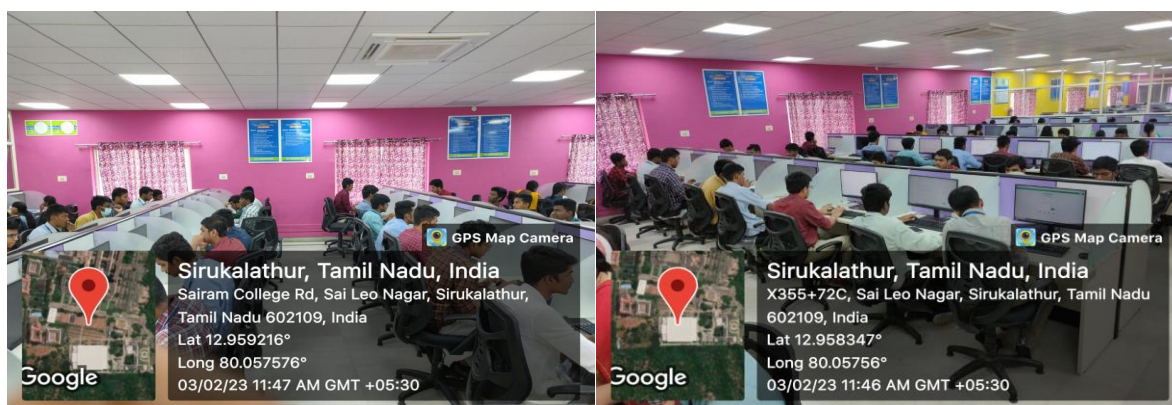 GPS Map Camera
Sirukalathur, Tamil Nadu, India
Sairam College Rd, Sai Leo Nagar, Sirukalathur,
Tamil Nadu 602109, India
Lat 12.959216°
Long 80.057576°
03/02/23 11:47 AM GMT +05:30
Google
GPS Map Camera
Sirukalathur, Tamil Nadu, India
X355+72C, Sai Leo Nagar, Sirukalathur, Tamil Nadu
602109, India
Lat 12.958347°
Long 80.05756°
03/02/23 11:46 AM GMT +05:30
Google